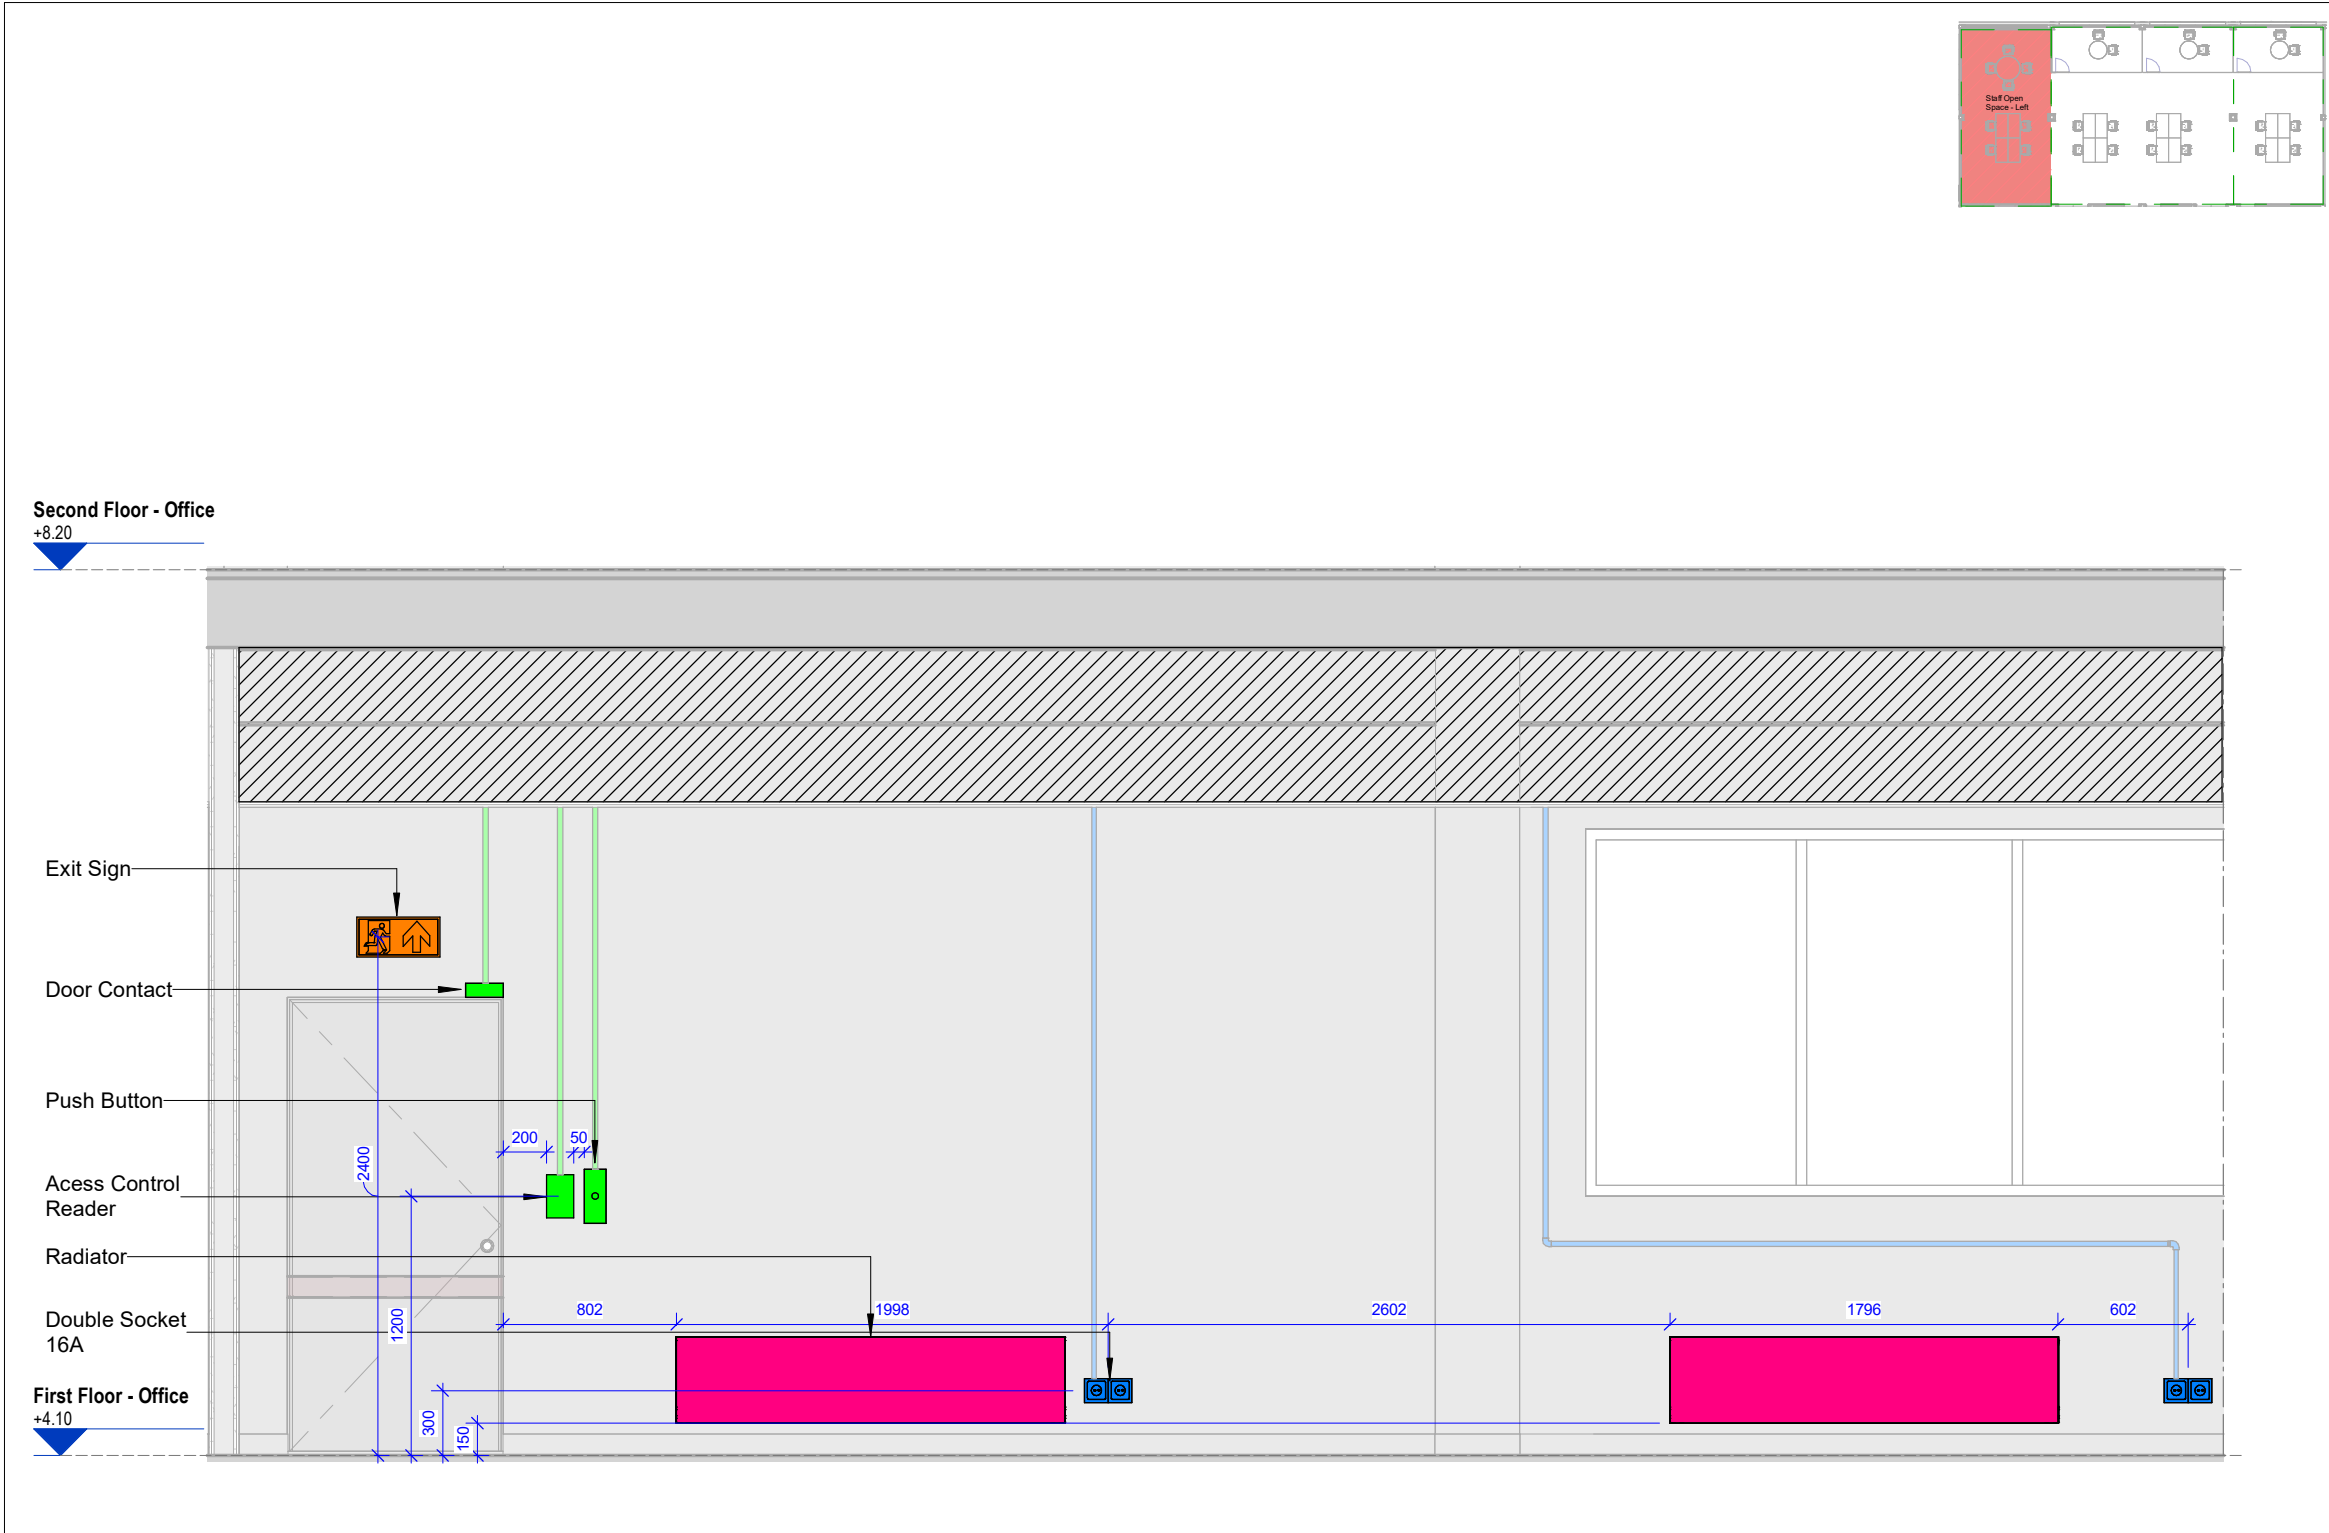 Staff Open
Space - Left
Second Floor - Office
+8.20
Exit Sign
Door Contact
Push Button
200
50
2400
Acess Control
Reader
Radiator
802
1998
2602
1796
602
1200
Double Socket
16A
First Floor - Office
+4.10
300
150